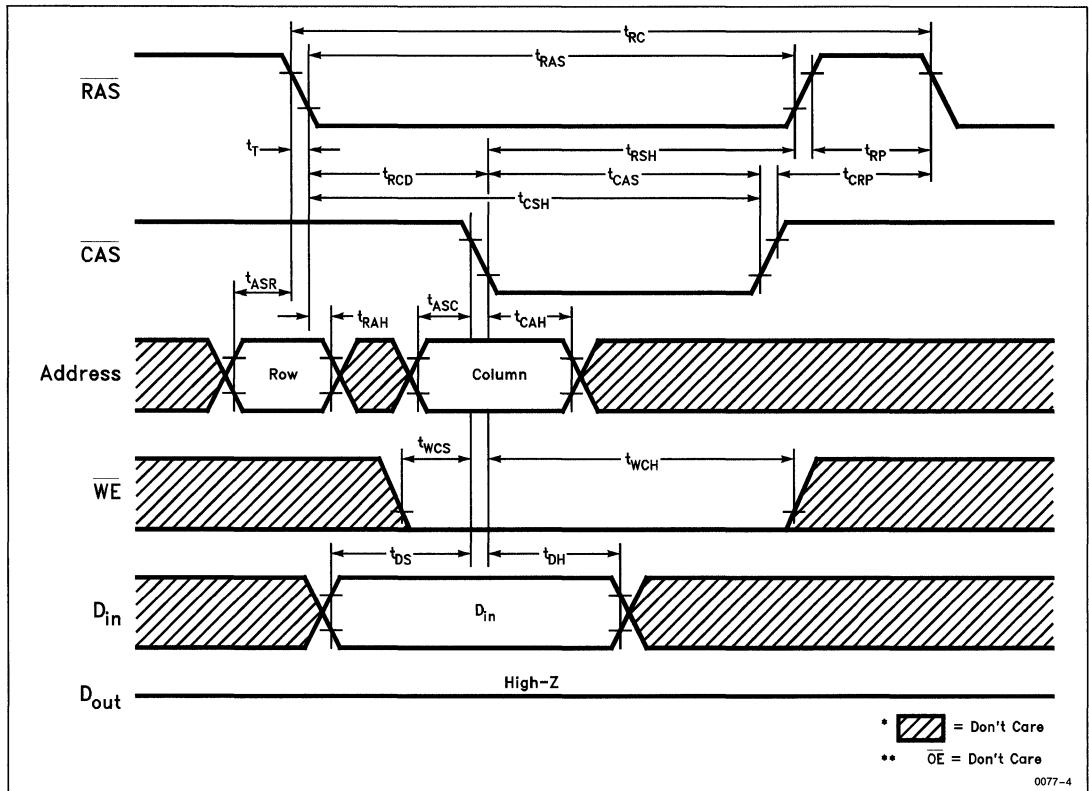 tRC
tRAS
RAS
tT
tRSH
tRP
tRCD
tCAS
tCRP
tCSH
CAS
tASR
tRAH
tASC
tCAH
Address
Row
Column
tWCS
tWCH
WE
tDS
tDH
Din
Din
High-Z
Dout
* = Don't Care
** OE = Don't Care
0077-4